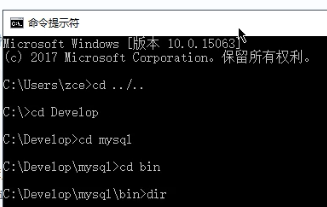 命令提示符
Microsoft Windows [版本 10.0.15063]
(c) 2017 Microsoft Corporation。保留所有权利。
C:\Users\zce>cd ../..
C:\>cd Develop
C:\Develop>cd mysql
C:\Develop\mysql>cd bin
C:\Develop\mysql\bin>dir